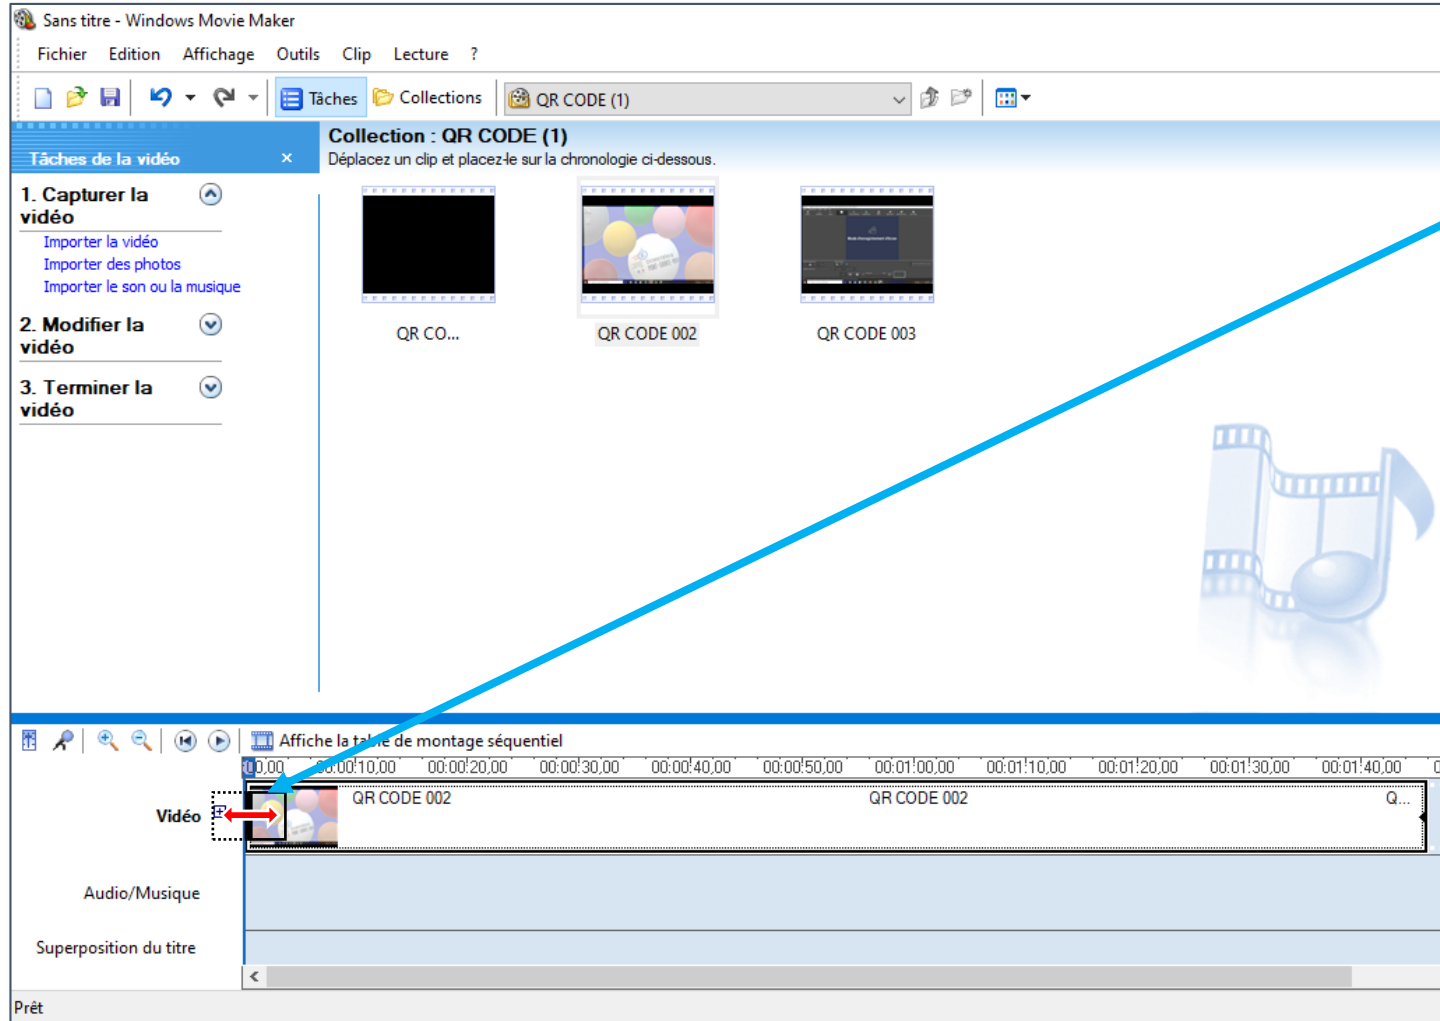 Sans titre - Windows Movie Maker
Fichier Edition Affichage Outils Clip Lecture ?
Tâches Collections QR CODE (1)
Tâches de la vidéo ×
Collection : QR CODE (1)
Déplacez un clip et placez-le sur la chronologie ci-dessous.
1. Capturer la
vidéo
Importer la vidéo
Importer des photos
Importer le son ou la musique
2. Modifier la
vidéo
3. Terminer la
vidéo
QR CO... QR CODE 002 QR CODE 003
Affiche la table de montage séquentiel
00:00:10,00 00:00:20,00 00:00:30,00 00:00:40,00 00:00:50,00 00:01:00,00 00:01:10,00 00:01:20,00 00:01:30,00 00:01:40,00
Vidéo
QR CODE 002 QR CODE 002 Q...
Audio/Musique
Superposition du titre
Prêt